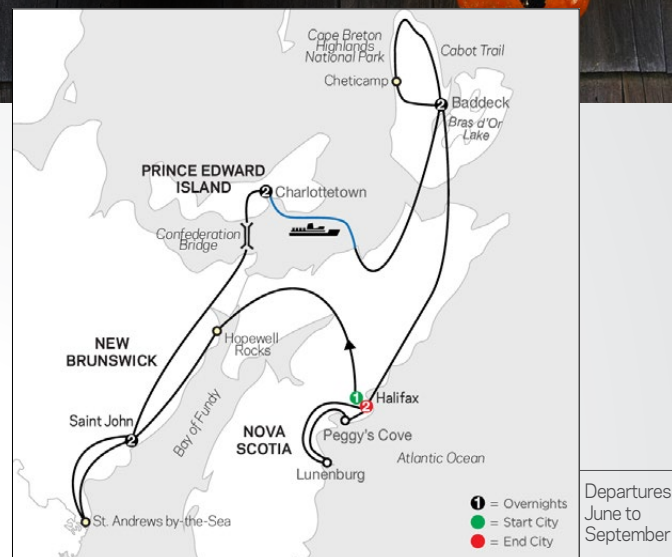 Cape Breton
Highlands
National Park
Cabot Trail
Cheticamp
2
Baddeck
Bras d'Or
Lake
PRINCE EDWARD
ISLAND
2
Charlottetown
Confederation
Bridge
NEW
BRUNSWICK
Hopewell
Rocks
1
Halifax
2
Saint John
2
Bay of Fundy
NOVA
SCOTIA
Peggy's Cove
Atlantic Ocean
Lunenburg
St. Andrews by-the-Sea
1 = Overnights
= Start City
= End City
Departures
June to
September